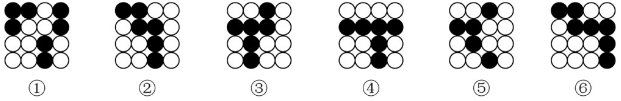 ① ② ③ ④ ⑤ ⑥